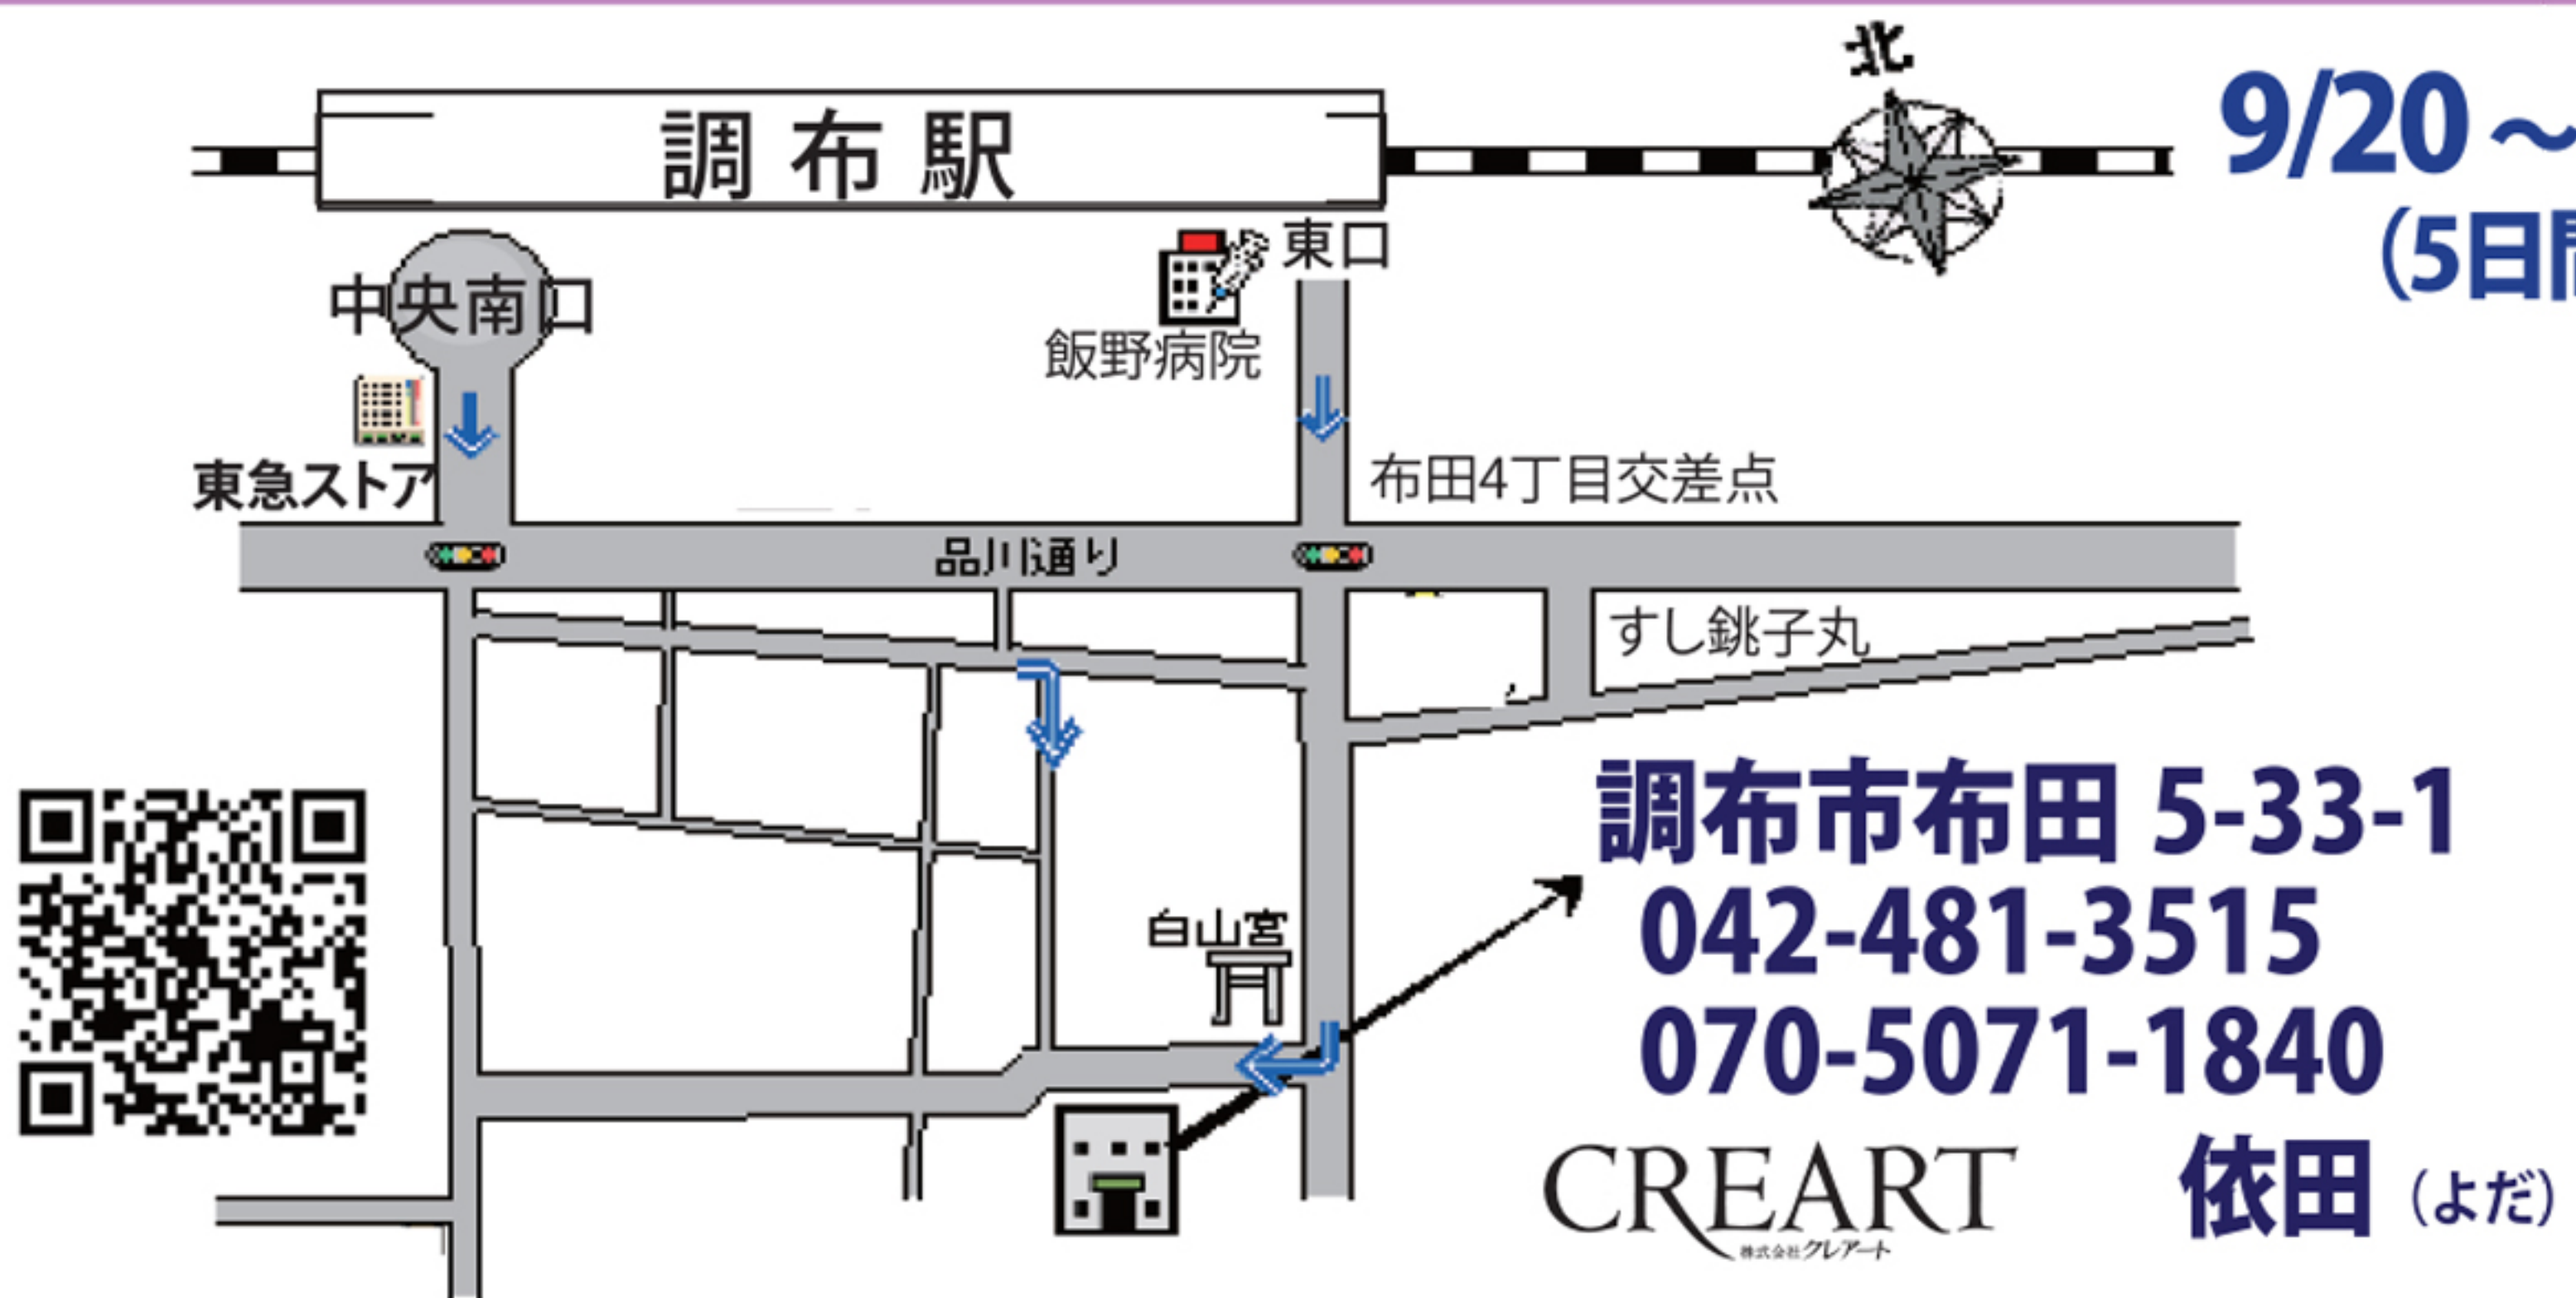 北
9/20～
（5日間
調布駅
東口
中央南口
飯野病院
東急ストア
布田4丁目交差点
品川通り
すし銚子丸
調布市布田 5-33-1
白山宮
042-481-3515
070-5071-1840
CREART
株式会社クレアート
依田（よだ）